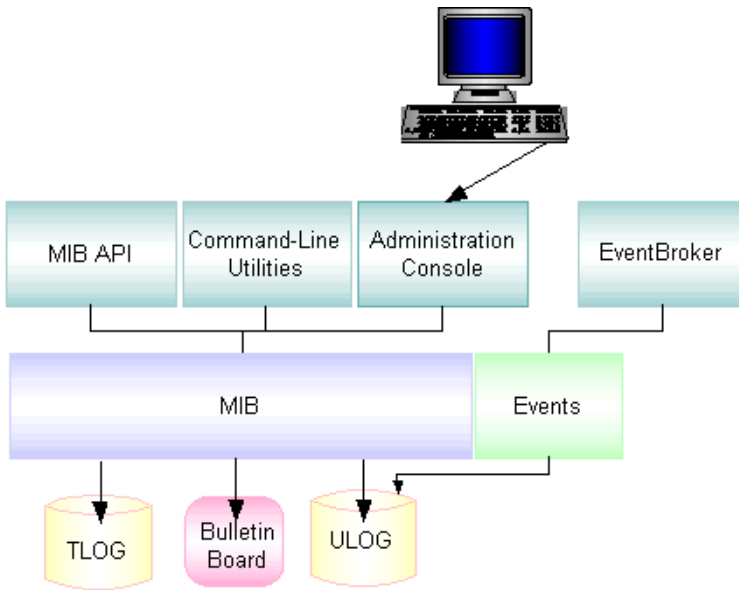 MIB API
Command-Line
Utilities
Administration
Console
EventBroker
MIB
Events
TLOG
Bulletin
Board
ULOG